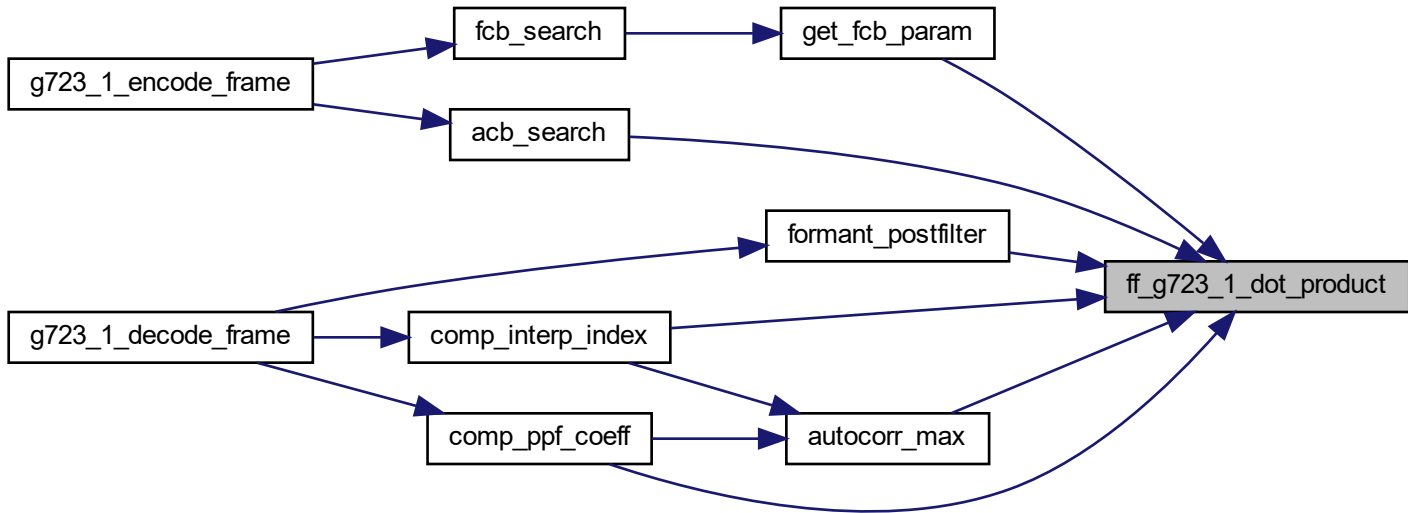 fcb_search
get_fcb_param
g723_1_encode_frame
acb_search
formant_postfilter
ff_g723_1_dot_product
g723_1_decode_frame
comp_interp_index
comp_ppf_coeff
autocorr_max